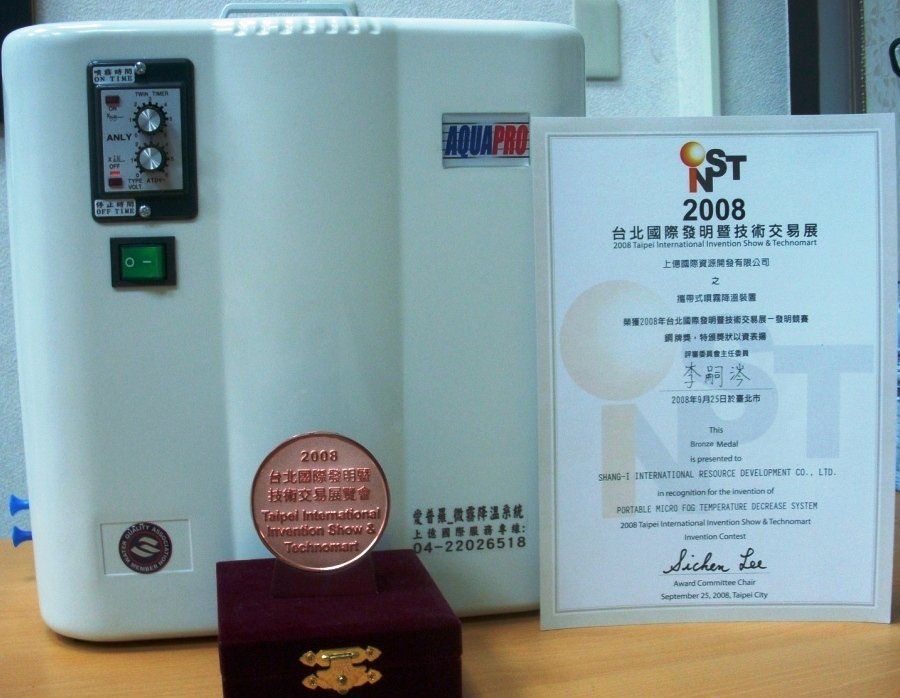 噴霧時間
ON TIME
TWIN TIMER
ON
ANLY
OFF
TYPE ATDV-
VOLT
停止時間
OFF TIME
AQUAPRO
WATER QUALITY ASSOCIATION
MEMBER
2008
台北國際發明暨
技術交易展覽會
Taipei International
Invention Show &
Technomart
愛普羅_微霧降溫系統
上億國際服務專線:
04-22026518
INST
2008
台北國際發明暨技術交易展
2008 Taipei International Invention Show & Technomart
上億國際資源開發有限公司
之
攜帶式噴霧降溫裝置
榮獲2008年台北國際發明暨技術交易展－發明競賽
銅牌獎，特頒獎狀以資表揚
評審委員會主任委員
李嗣涔
2008年9月25日於臺北市
This
Bronze Medal
is presented to
SHANG-I INTERNATIONAL RESOURCE DEVELOPMENT CO., LTD.
in recognition for the invention of
PORTABLE MICRO FOG TEMPERATURE DECREASE SYSTEM
2008 Taipei International Invention Show & Technomart
Invention Contest
Sichen Lee
Award Committee Chair
September 25, 2008, Taipei City